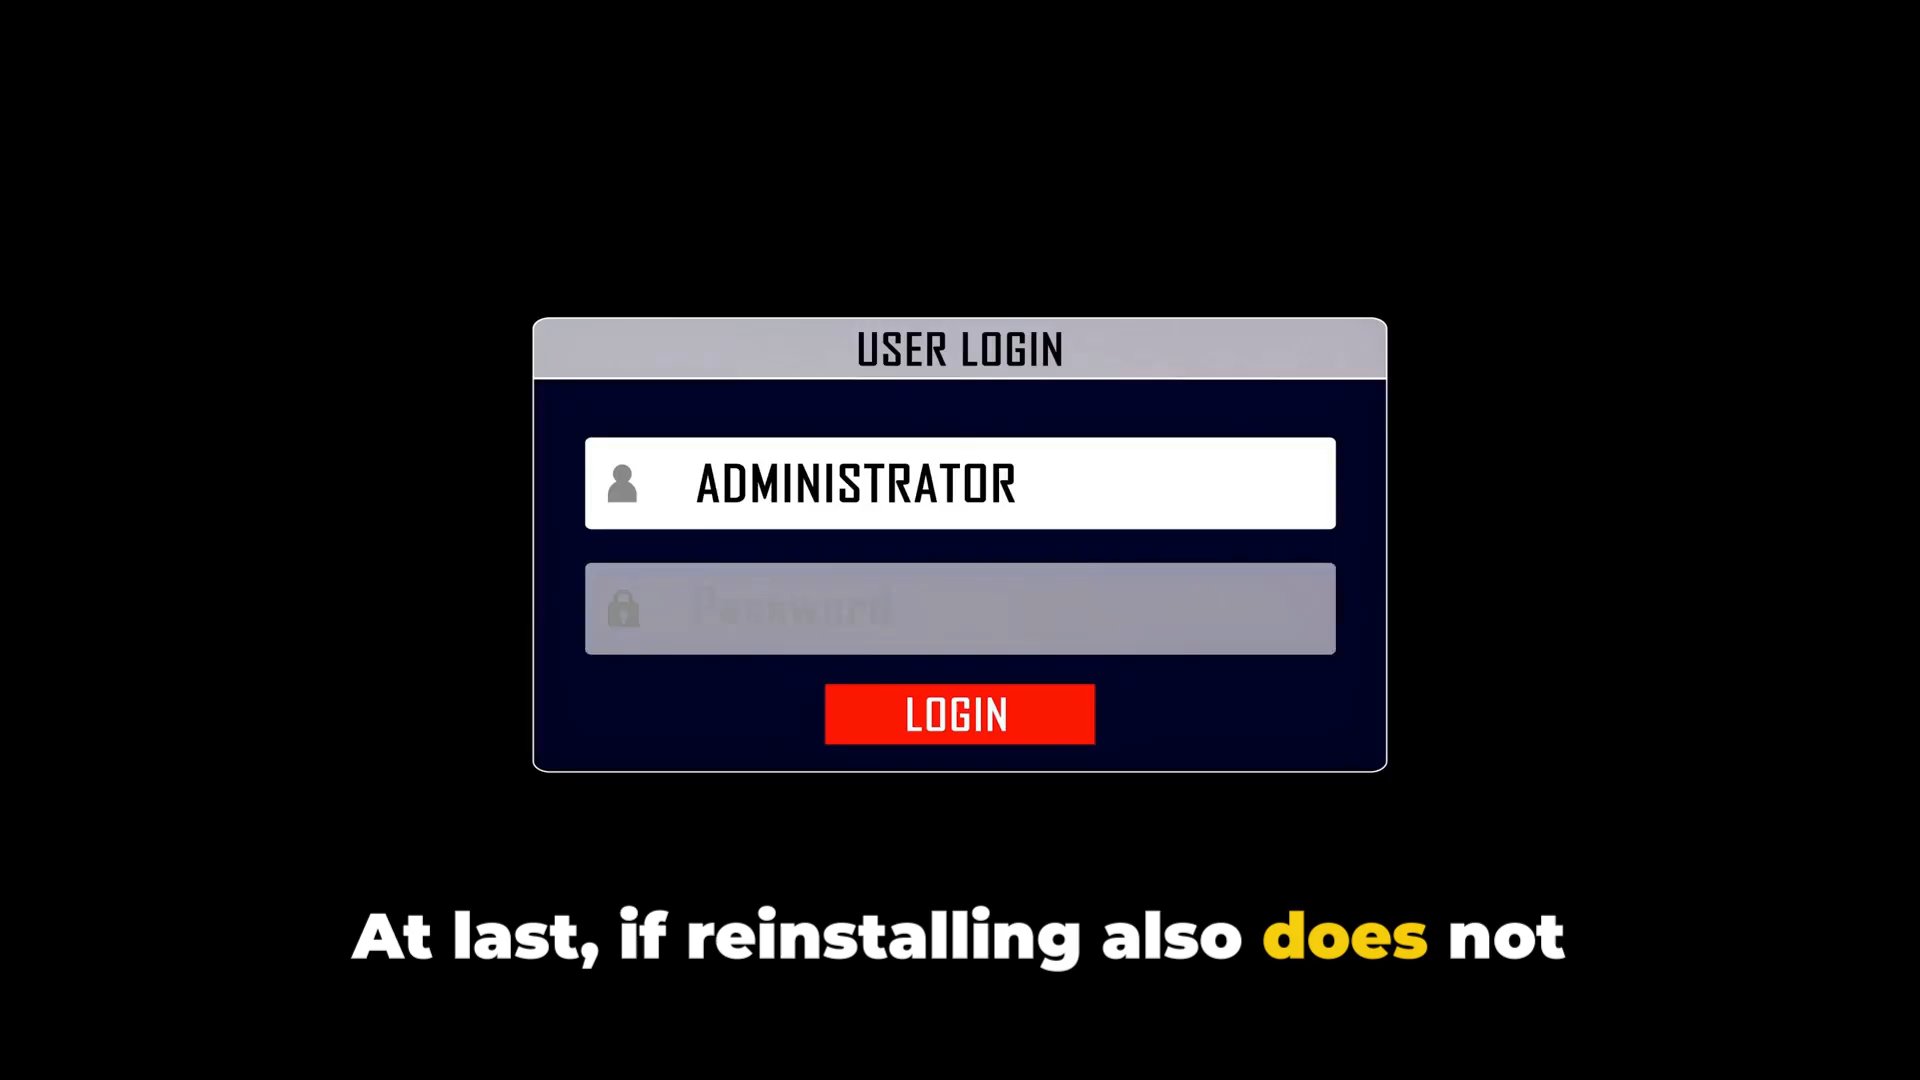 USER LOGIN
ADMINISTRATOR
Password
LOGIN
At last, if reinstalling also does not